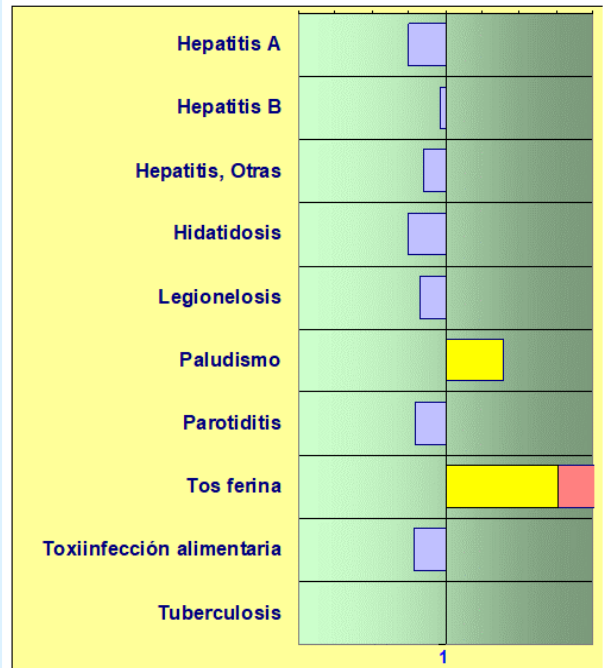 Hepatitis A
Hepatitis B
Hepatitis, Otras
Hidatidosis
Legionelosis
Paludismo
Parotiditis
Tos ferina
Toxiinfección alimentaria
Tuberculosis
1